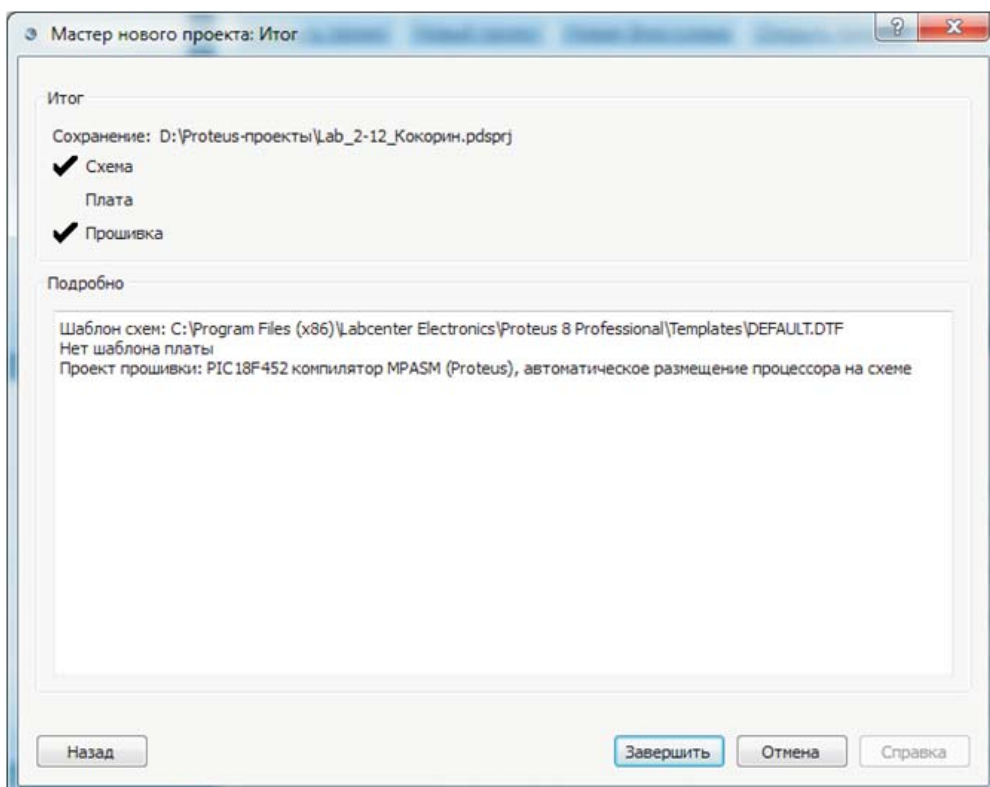 Мастер нового проекта: Итог
?
Итог
Сохранение: D:\Proteus-проекты\Lab_2-12_Кокорин.pdsprj
Схема
Плата
Прошивка
Подробно
Шаблон схем: C:\Program Files (x86)\Labcenter Electronics\Proteus 8 Professional\Templates\DEFAULT.DTF
Нет шаблона платы
Проект прошивки: PIC18F452 компилятор MPASM (Proteus), автоматическое размещение процессора на схеме
Назад
Завершить
Отмена
Справка